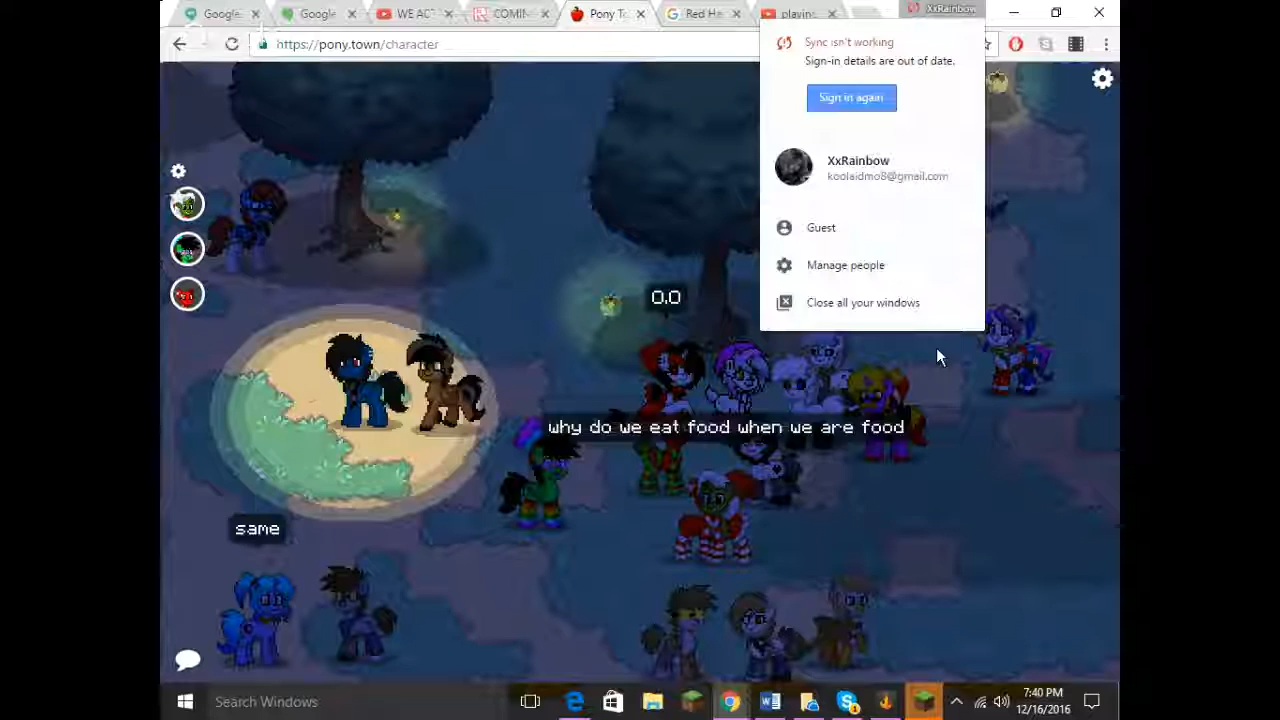 Google
Google
WE AC
COMIN
Pony T
Red Ha
playin
XxRainbow
https://pony.town/character
Sync isn't working
Sign-in details are out of date.
Sign in again
XxRainbow
koolaidmo8@gmail.com
Guest
Manage people
Close all your windows
0.0
why do we eat food when we are food
same
Search Windows
7:40 PM
12/16/2016